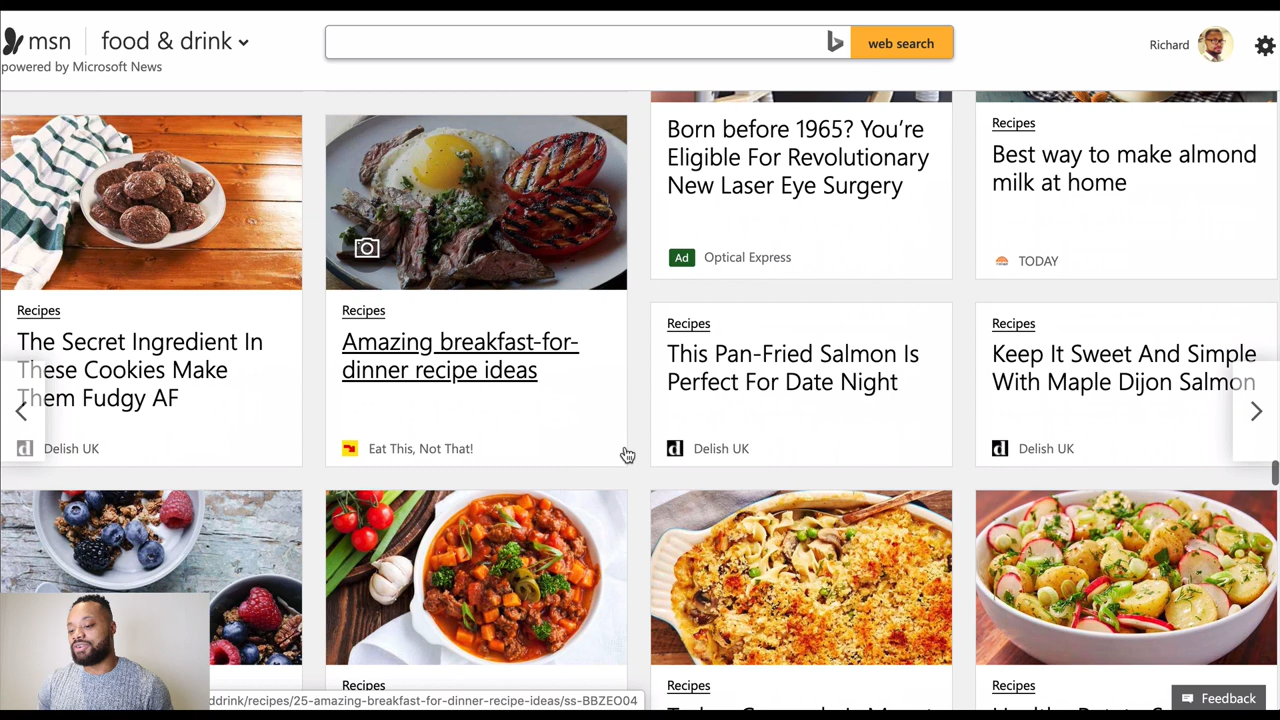 msn
food & drink
powered by Microsoft News
web search
Richard
Recipes
The Secret Ingredient In
These Cookies Make
Them Fudgy AF
Delish UK
Recipes
Amazing breakfast-for-
dinner recipe ideas
Eat This, Not That!
Born before 1965? You’re
Eligible For Revolutionary
New Laser Eye Surgery
Ad Optical Express
Recipes
Best way to make almond
milk at home
TODAY
Recipes
This Pan-Fried Salmon Is
Perfect For Date Night
Delish UK
Recipes
Keep It Sweet And Simple
With Maple Dijon Salmon
Delish UK
Recipes
Recipes
Recipes
ddrink/recipes/25-amazing-breakfast-for-dinner-recipe-ideas/ss-BBZEO04
Feedback